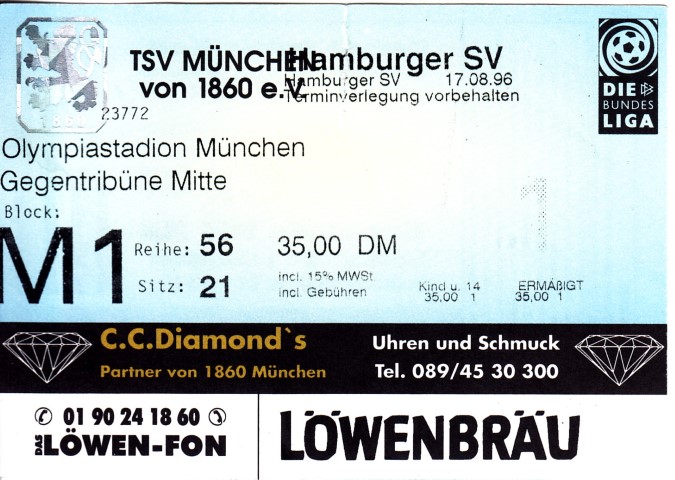 TSV MÜNCHEN
von 1860 e.V.
Hamburger SV
Hamburger SV 17.08.96
Terminverlegung vorbehalten
1860
23772
DIE
BUNDES
LIGA
Olympiastadion München
Gegentribüne Mitte
Block:
M1
Reihe: 56
Sitz: 21
35,00 DM
incl. 15% MWSt
incl. Gebühren
1
Kind u. 14
35,00 1
ERMÄßIGT
35,00 1
C.C.Diamond`s
Partner von 1860 München
Uhren und Schmuck
Tel. 089/45 30 300
✆ 01 90 24 18 60 ✆
DAS LÖWEN-FON
LÖWENBRÄU